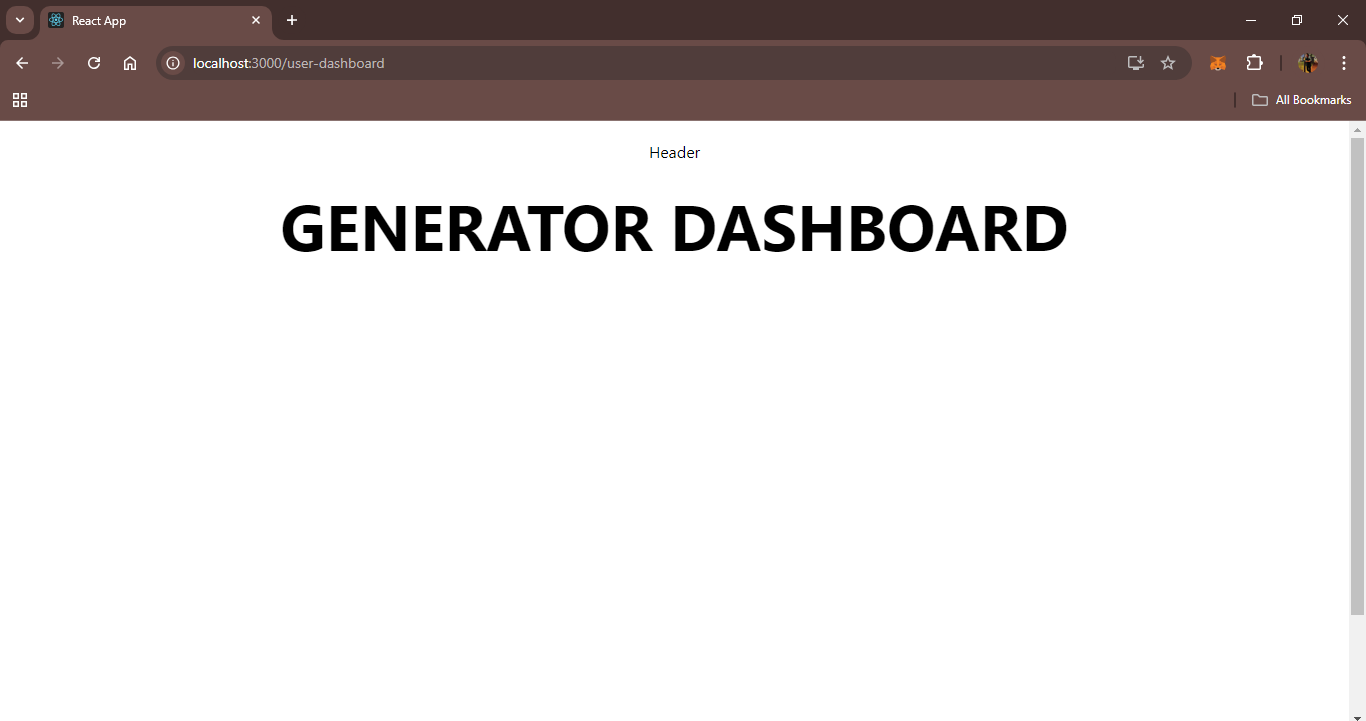 React App
localhost:3000/user-dashboard
All Bookmarks
Header
GENERATOR DASHBOARD